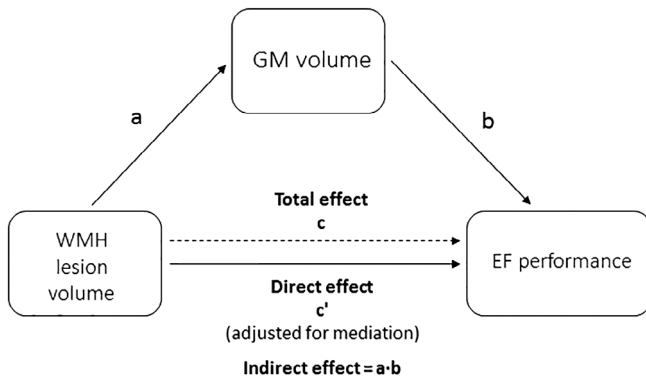 GM volume
a
b
Total effect
c
WMH
lesion
volume
EF performance
Direct effect
c'
(adjusted for mediation)
Indirect effect = a·b